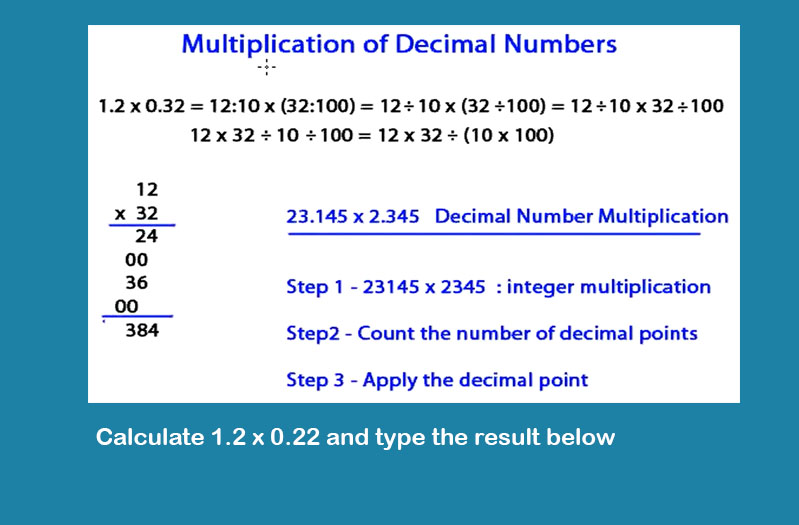 Multiplication of Decimal Numbers
1.2 x 0.32 = 12:10 x (32:100) = 12÷ 10 x (32 ÷100) = 12÷10 x 32 ÷100
12 x 32 ÷ 10 ÷ 100 = 12 x 32 ÷ (10 x 100)
12
x 32
24
00
36
00
384
23.145 x 2.345 Decimal Number Multiplication
Step 1 - 23145 x 2345 : integer multiplication
Step2 - Count the number of decimal points
Step 3 - Apply the decimal point
Calculate 1.2 x 0.22 and type the result below